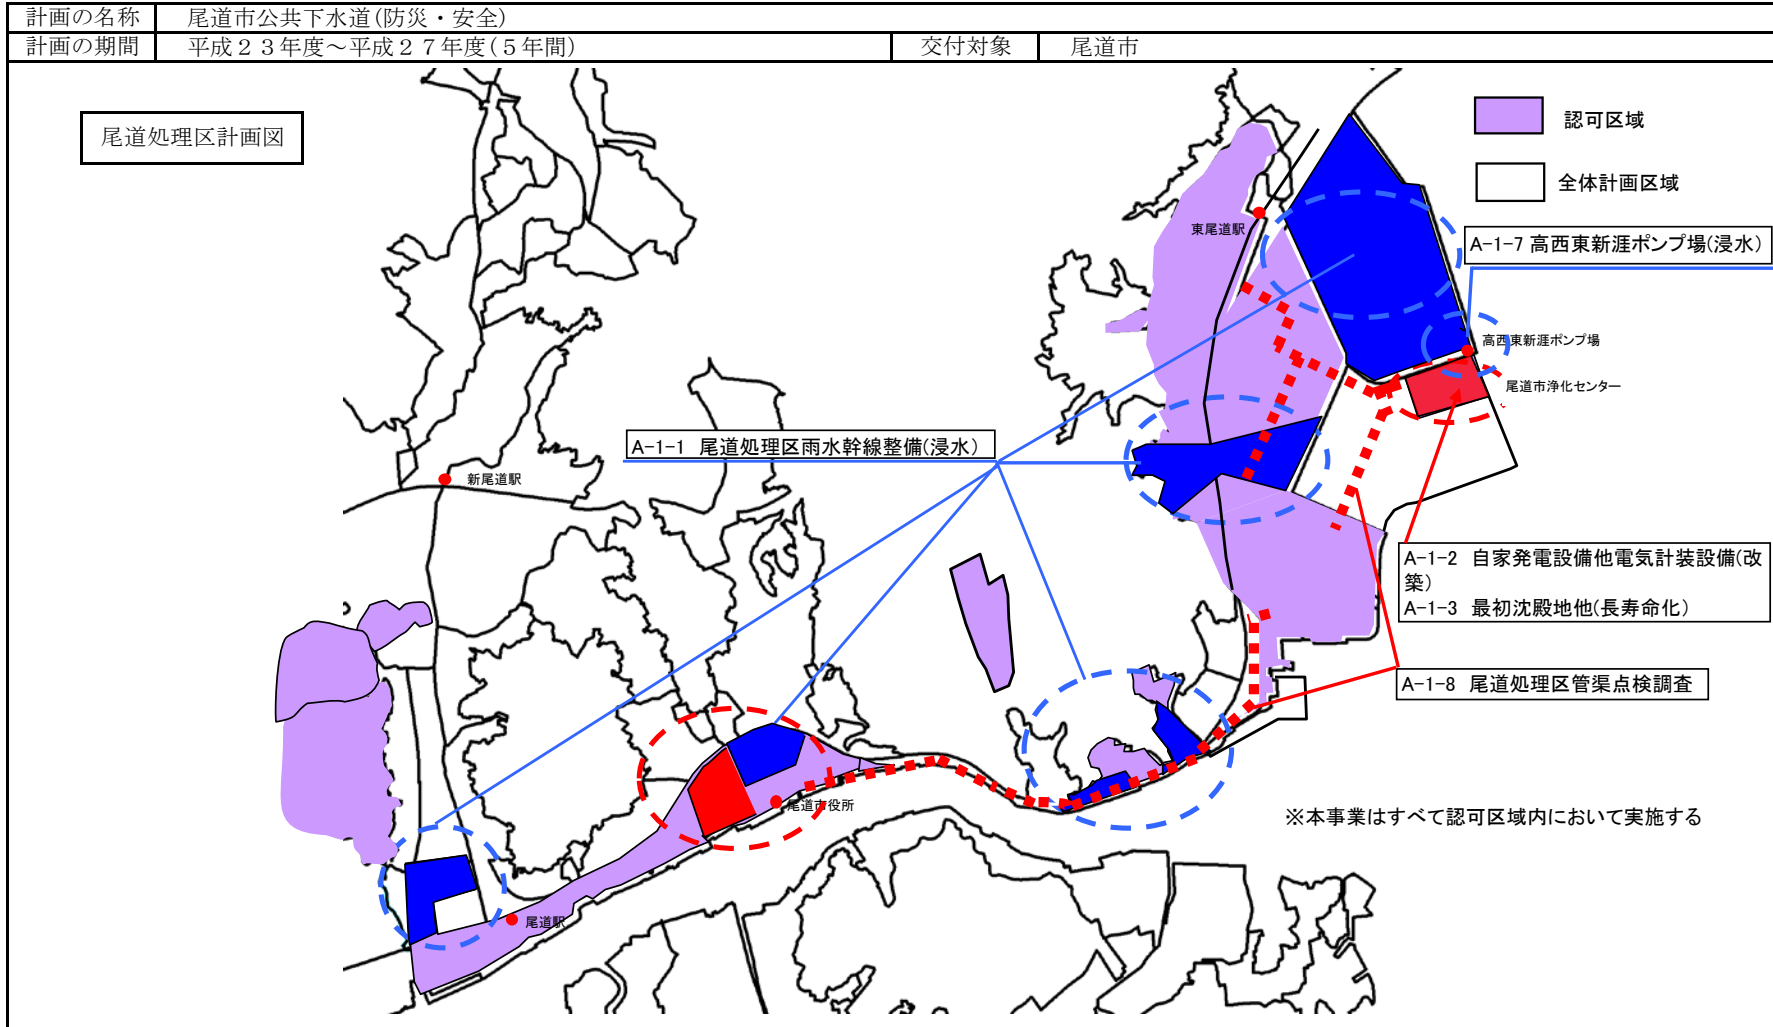 計画の名称 尾道市公共下水道(防災・安全)
計画の期間 平成23年度～平成27年度(5年間) 交付対象 尾道市
尾道処理区計画図
認可区域
全体計画区域
東尾道駅
A-1-7 高西東新涯ポンプ場(浸水)
高西東新涯ポンプ場
尾道市浄化センター
A-1-1 尾道処理区雨水幹線整備(浸水)
新尾道駅
A-1-2 自家発電設備他電気計装設備(改
築)
A-1-3 最初沈殿地他(長寿命化)
A-1-8 尾道処理区管渠点検調査
尾道市役所
※本事業はすべて認可区域内において実施する
尾道駅